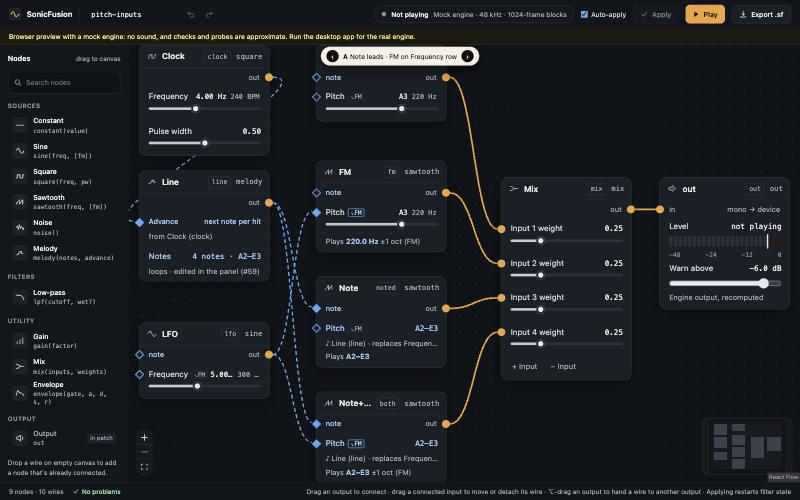 SonicFusion
pitch-inputs
Not playing Mock engine · 48 kHz · 1024-frame blocks
Auto-apply
Apply
Play
Export .sf
Browser preview with a mock engine: no sound, and checks and probes are approximate. Run the desktop app for the real engine.
Nodes
drag to canvas
Search nodes
SOURCES
Constant
constant(value)
Sine
sine(freq, [fm])
Square
square(freq, pw)
Sawtooth
sawtooth(freq, [fm])
Noise
noise()
Melody
melody(notes, advance)
FILTERS
Low-pass
lpf(cutoff, wet?)
UTILITY
Gain
gain(factor)
Mix
mix(inputs, weights)
Envelope
envelope(gate, a, d, s, r)
OUTPUT
Output
out
in patch
Drop a wire on empty canvas to add a node that's already connected.
Clock
clock square
out
Frequency 4.00 Hz 240 BPM
Pulse width 0.50
Line
line melody
out
Advance next note per hit
from Clock (clock)
Notes 4 notes · A2–E3
loops · edited in the panel (#59)
LFO
lfo sine
note out
Frequency FM 5.00… 300 …
A Note leads · FM on Frequency row
note out
Pitch FM A3 220 Hz
FM
fm sawtooth
note out
Pitch FM A3 220 Hz
Plays 220.0 Hz ±1 oct (FM)
Note
noted sawtooth
note out
Pitch FM A2–E3
♪ Line (line) · replaces Frequen…
Plays A2–E3
Note+…
both sawtooth
note out
Pitch FM A2–E3
♪ Line (line) · replaces Frequen…
Plays A2–E3 ±1 oct (FM)
Mix
mix mix
out
Input 1 weight 0.25
Input 2 weight 0.25
Input 3 weight 0.25
Input 4 weight 0.25
+ Input − Input
out
out out
in mono → device
Level not playing
−48 −24 −12 0
Warn above −6.0 dB
Engine output, recomputed
React Flow
9 nodes · 10 wires
No problems
Drag an output to connect · drag a connected input to move or detach its wire · ⌥-drag an output to hand a wire to another output · Applying restarts filter state